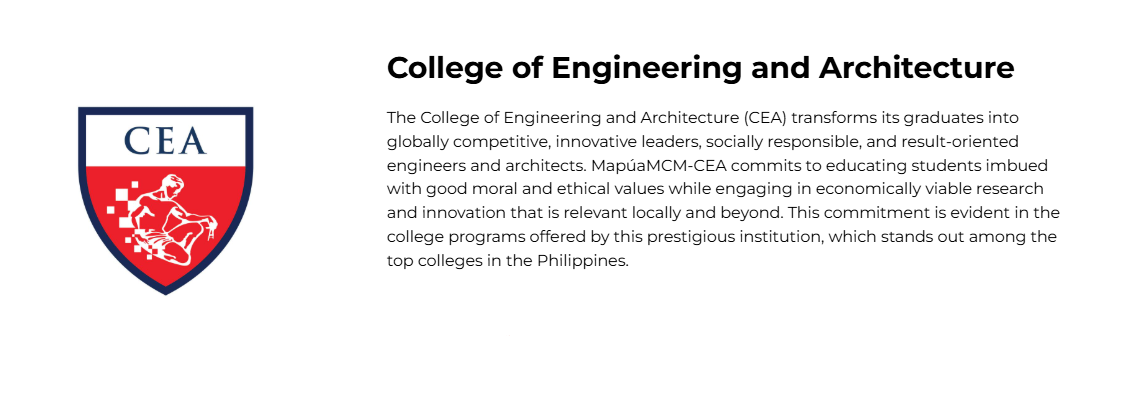 College of Engineering and Architecture
CEA
The College of Engineering and Architecture (CEA) transforms its graduates into
globally competitive, innovative leaders, socially responsible, and result-oriented
engineers and architects. MapúaMCM-CEA commits to educating students imbued
with good moral and ethical values while engaging in economically viable research
and innovation that is relevant locally and beyond. This commitment is evident in the
college programs offered by this prestigious institution, which stands out among the
top colleges in the Philippines.